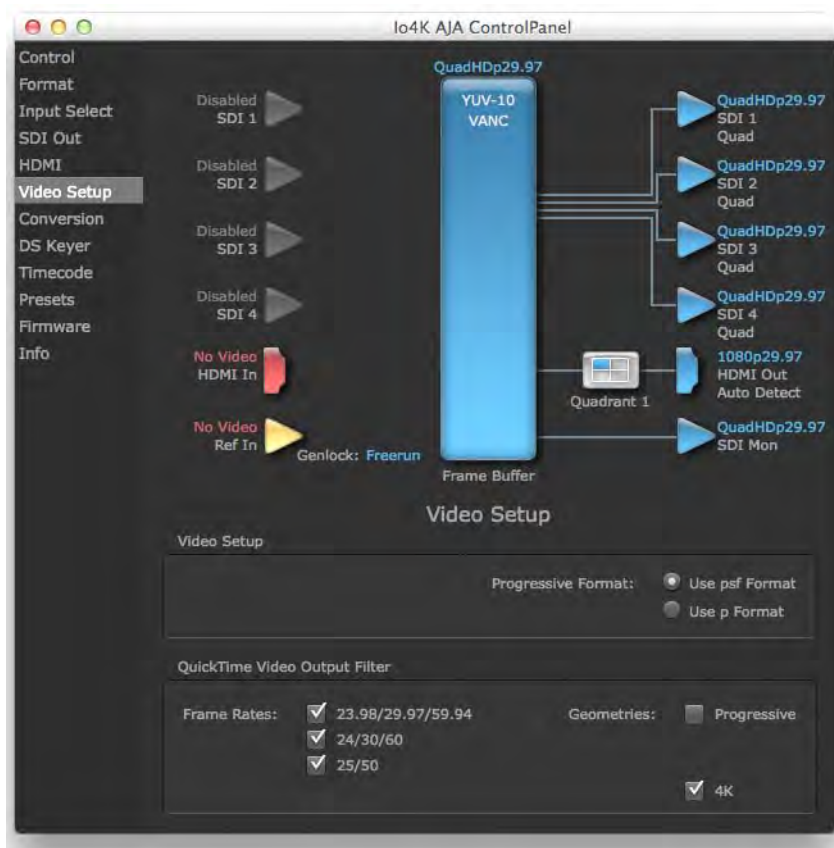 Io4K AJA ControlPanel
Control
Format
Input Select
SDI Out
HDMI
Video Setup
Conversion
DS Keyer
Timecode
Presets
Firmware
Info
Disabled
SDI 1
Disabled
SDI 2
Disabled
SDI 3
Disabled
SDI 4
No Video
HDMI In
No Video
Ref In
Genlock: Freerun
QuadHDp29.97
YUV-10
VANC
Frame Buffer
Quadrant 1
QuadHDp29.97
SDI 1
Quad
QuadHDp29.97
SDI 2
Quad
QuadHDp29.97
SDI 3
Quad
QuadHDp29.97
SDI 4
Quad
1080p29.97
HDMI Out
Auto Detect
QuadHDp29.97
SDI Mon
Video Setup
Video Setup
Progressive Format: Use psf Format
Use p Format
QuickTime Video Output Filter
Frame Rates: 23.98/29.97/59.94
24/30/60
25/50
Geometries: Progressive
4K